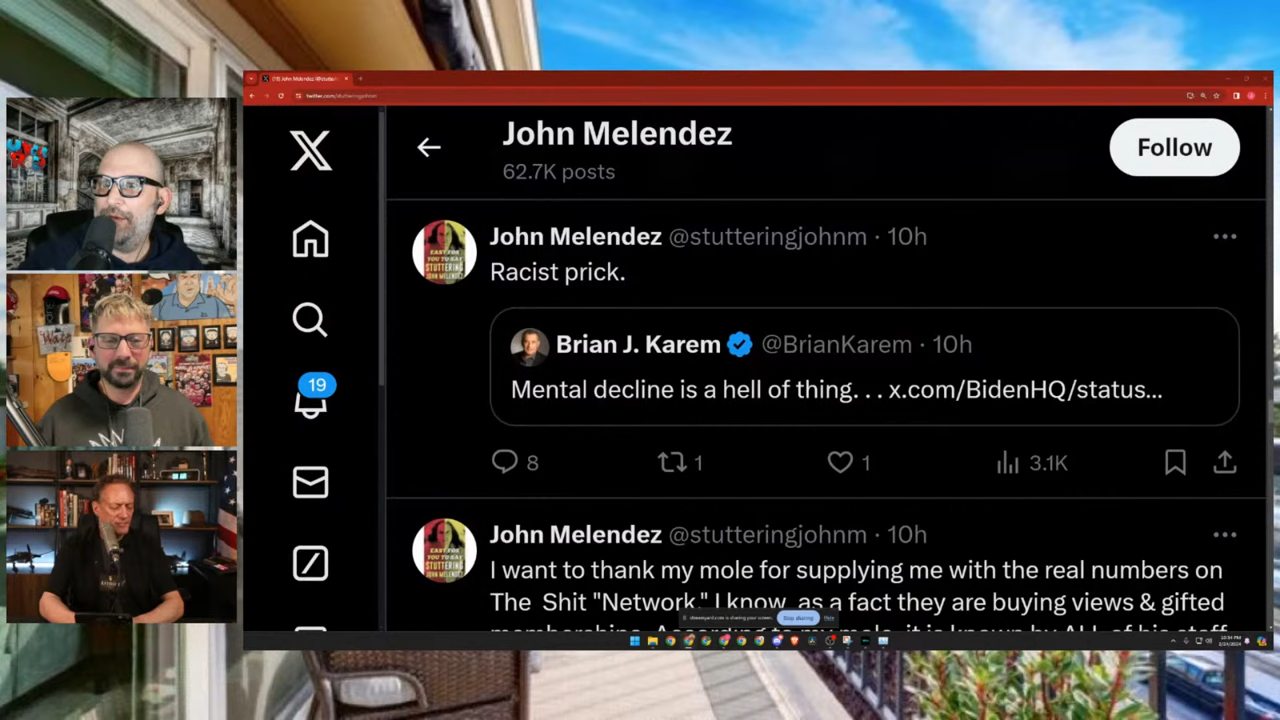 John Melendez
62.7K posts
Follow
John Melendez @stutteringjohnm · 10h
Racist prick.
Brian J. Karem @BrianKarem · 10h
Mental decline is a hell of thing. . . x.com/BidenHQ/status...
8
1
1
3.1K
19
John Melendez @stutteringjohnm · 10h
I want to thank my mole for supplying me with the real numbers on
The Shit "Network." I know as a fact they are buying views & gifted
Stop sharing
Hide